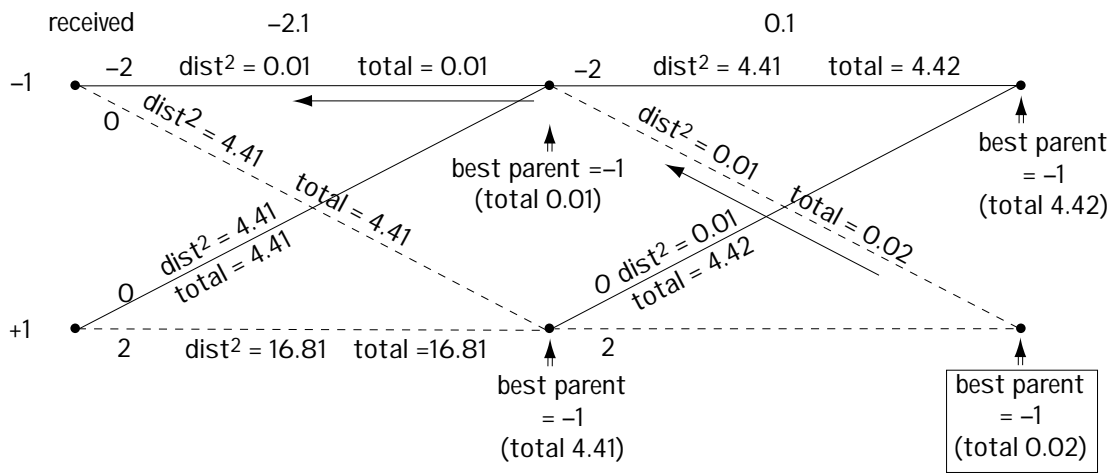 received –2.1 0.1
–1 –2 dist2 = 0.01 total = 0.01 –2 dist2 = 4.41 total = 4.42
0
dist2 = 4.41
total = 4.41
dist2 = 4.41
total = 4.41
0
best parent =–1
(total 0.01)
dist2 = 0.01
total = 0.02
0 dist2 = 0.01
total = 4.42
best parent
= –1
(total 4.42)
+1 2 dist2 = 16.81 total =16.81 2
best parent
= –1
(total 4.41)
best parent
= –1
(total 0.02)